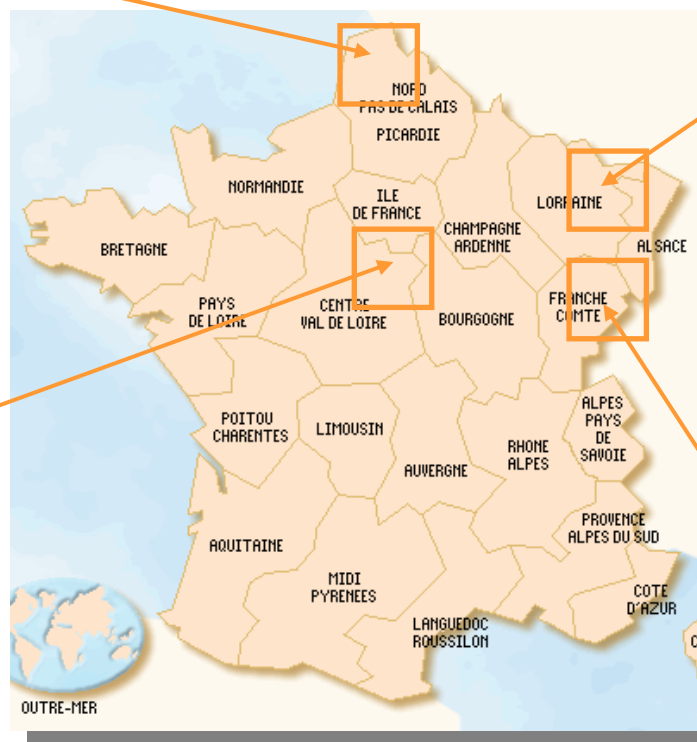 NORD
PAS DE CALAIS
PICARDIE
NORMANDIE
ILE
DE FRANCE
LORRAINE
CHAMPAGNE
ARDENNE
ALSACE
BRETAGNE
PAYS
DE LOIRE
CENTRE
VAL DE LOIRE
BOURGOGNE
FRANCHE
COMTE
POITOU
CHARENTES
LIMOUSIN
AUVERGNE
RHONE
ALPES
ALPES
PAYS
DE
SAVOIE
AQUITAINE
MIDI
PYRENEES
PROVENCE
ALPES DU SUD
COTE
D'AZUR
LANGUEDOC
ROUSSILON
OUTRE-MER